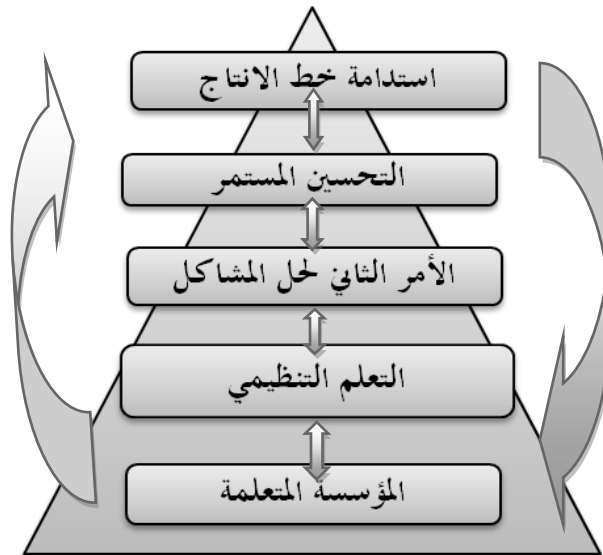 استدامة خط الانتاج
التحسين المستمر
الأمر الثاني لحل المشاكل
التعلم التنظيمي
المؤسسة المتعلمة